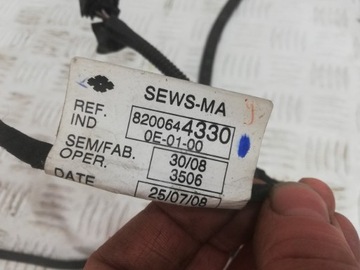 SEWS-MA
REF. 8200644330
IND 0E-01-00
SEM/FAB. 30/08
OPER. 3506
DATE 25/07/08